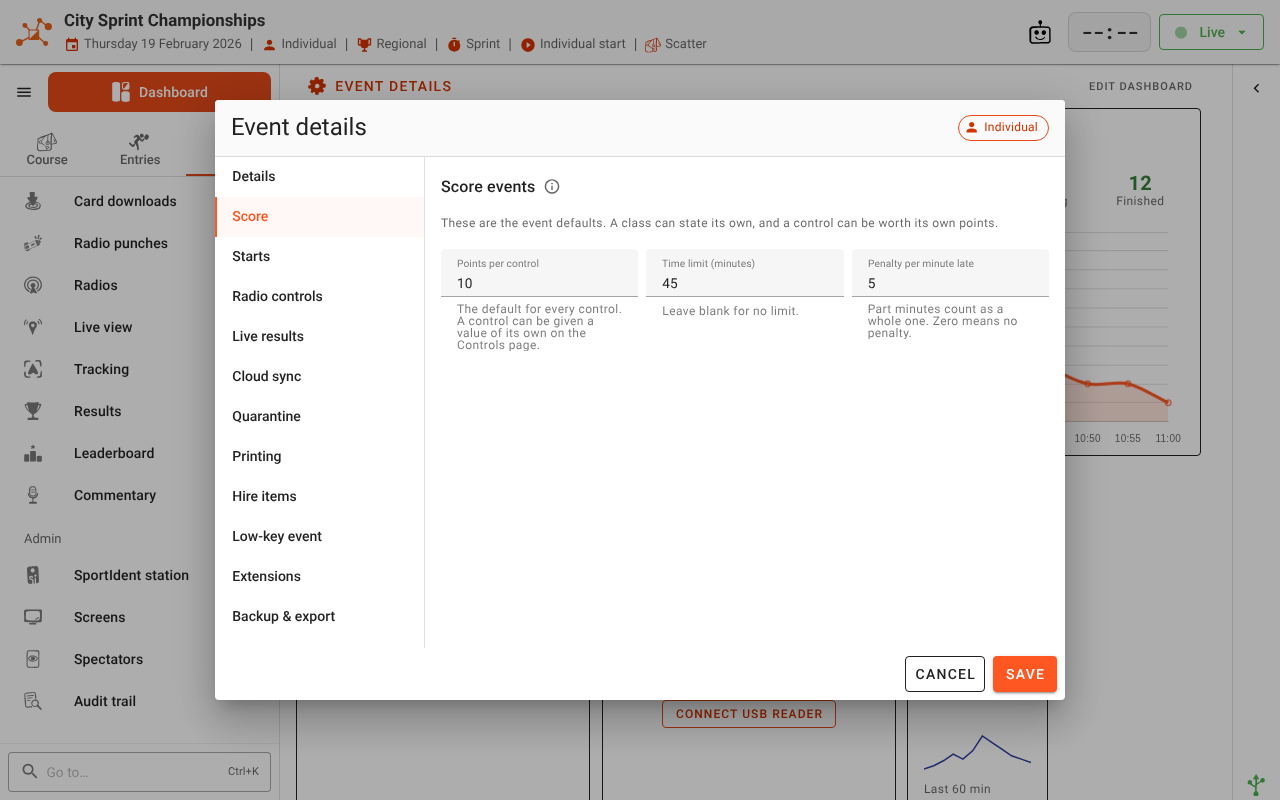 City Sprint Championships
Thursday 19 February 2026 | Individual | Regional | Sprint | Individual start | Scatter
--:--
Live
Dashboard
EVENT DETAILS
EDIT DASHBOARD
Course
Entries
Card downloads
Radio punches
Radios
Live view
Tracking
Results
Leaderboard
Commentary
Admin
SportIdent station
Screens
Spectators
Audit trail
Go to…
Ctrl+K
Event details
Individual
Details
Score
Starts
Radio controls
Live results
Cloud sync
Quarantine
Printing
Hire items
Low-key event
Extensions
Backup & export
Score events
These are the event defaults. A class can state its own, and a control can be worth its own points.
Points per control
10
The default for every control.
A control can be given a
value of its own on the
Controls page.
Time limit (minutes)
45
Leave blank for no limit.
Penalty per minute late
5
Part minutes count as a
whole one. Zero means no
penalty.
CANCEL
SAVE
12
Finished
10:50 10:55 11:00
CONNECT USB READER
Last 60 min